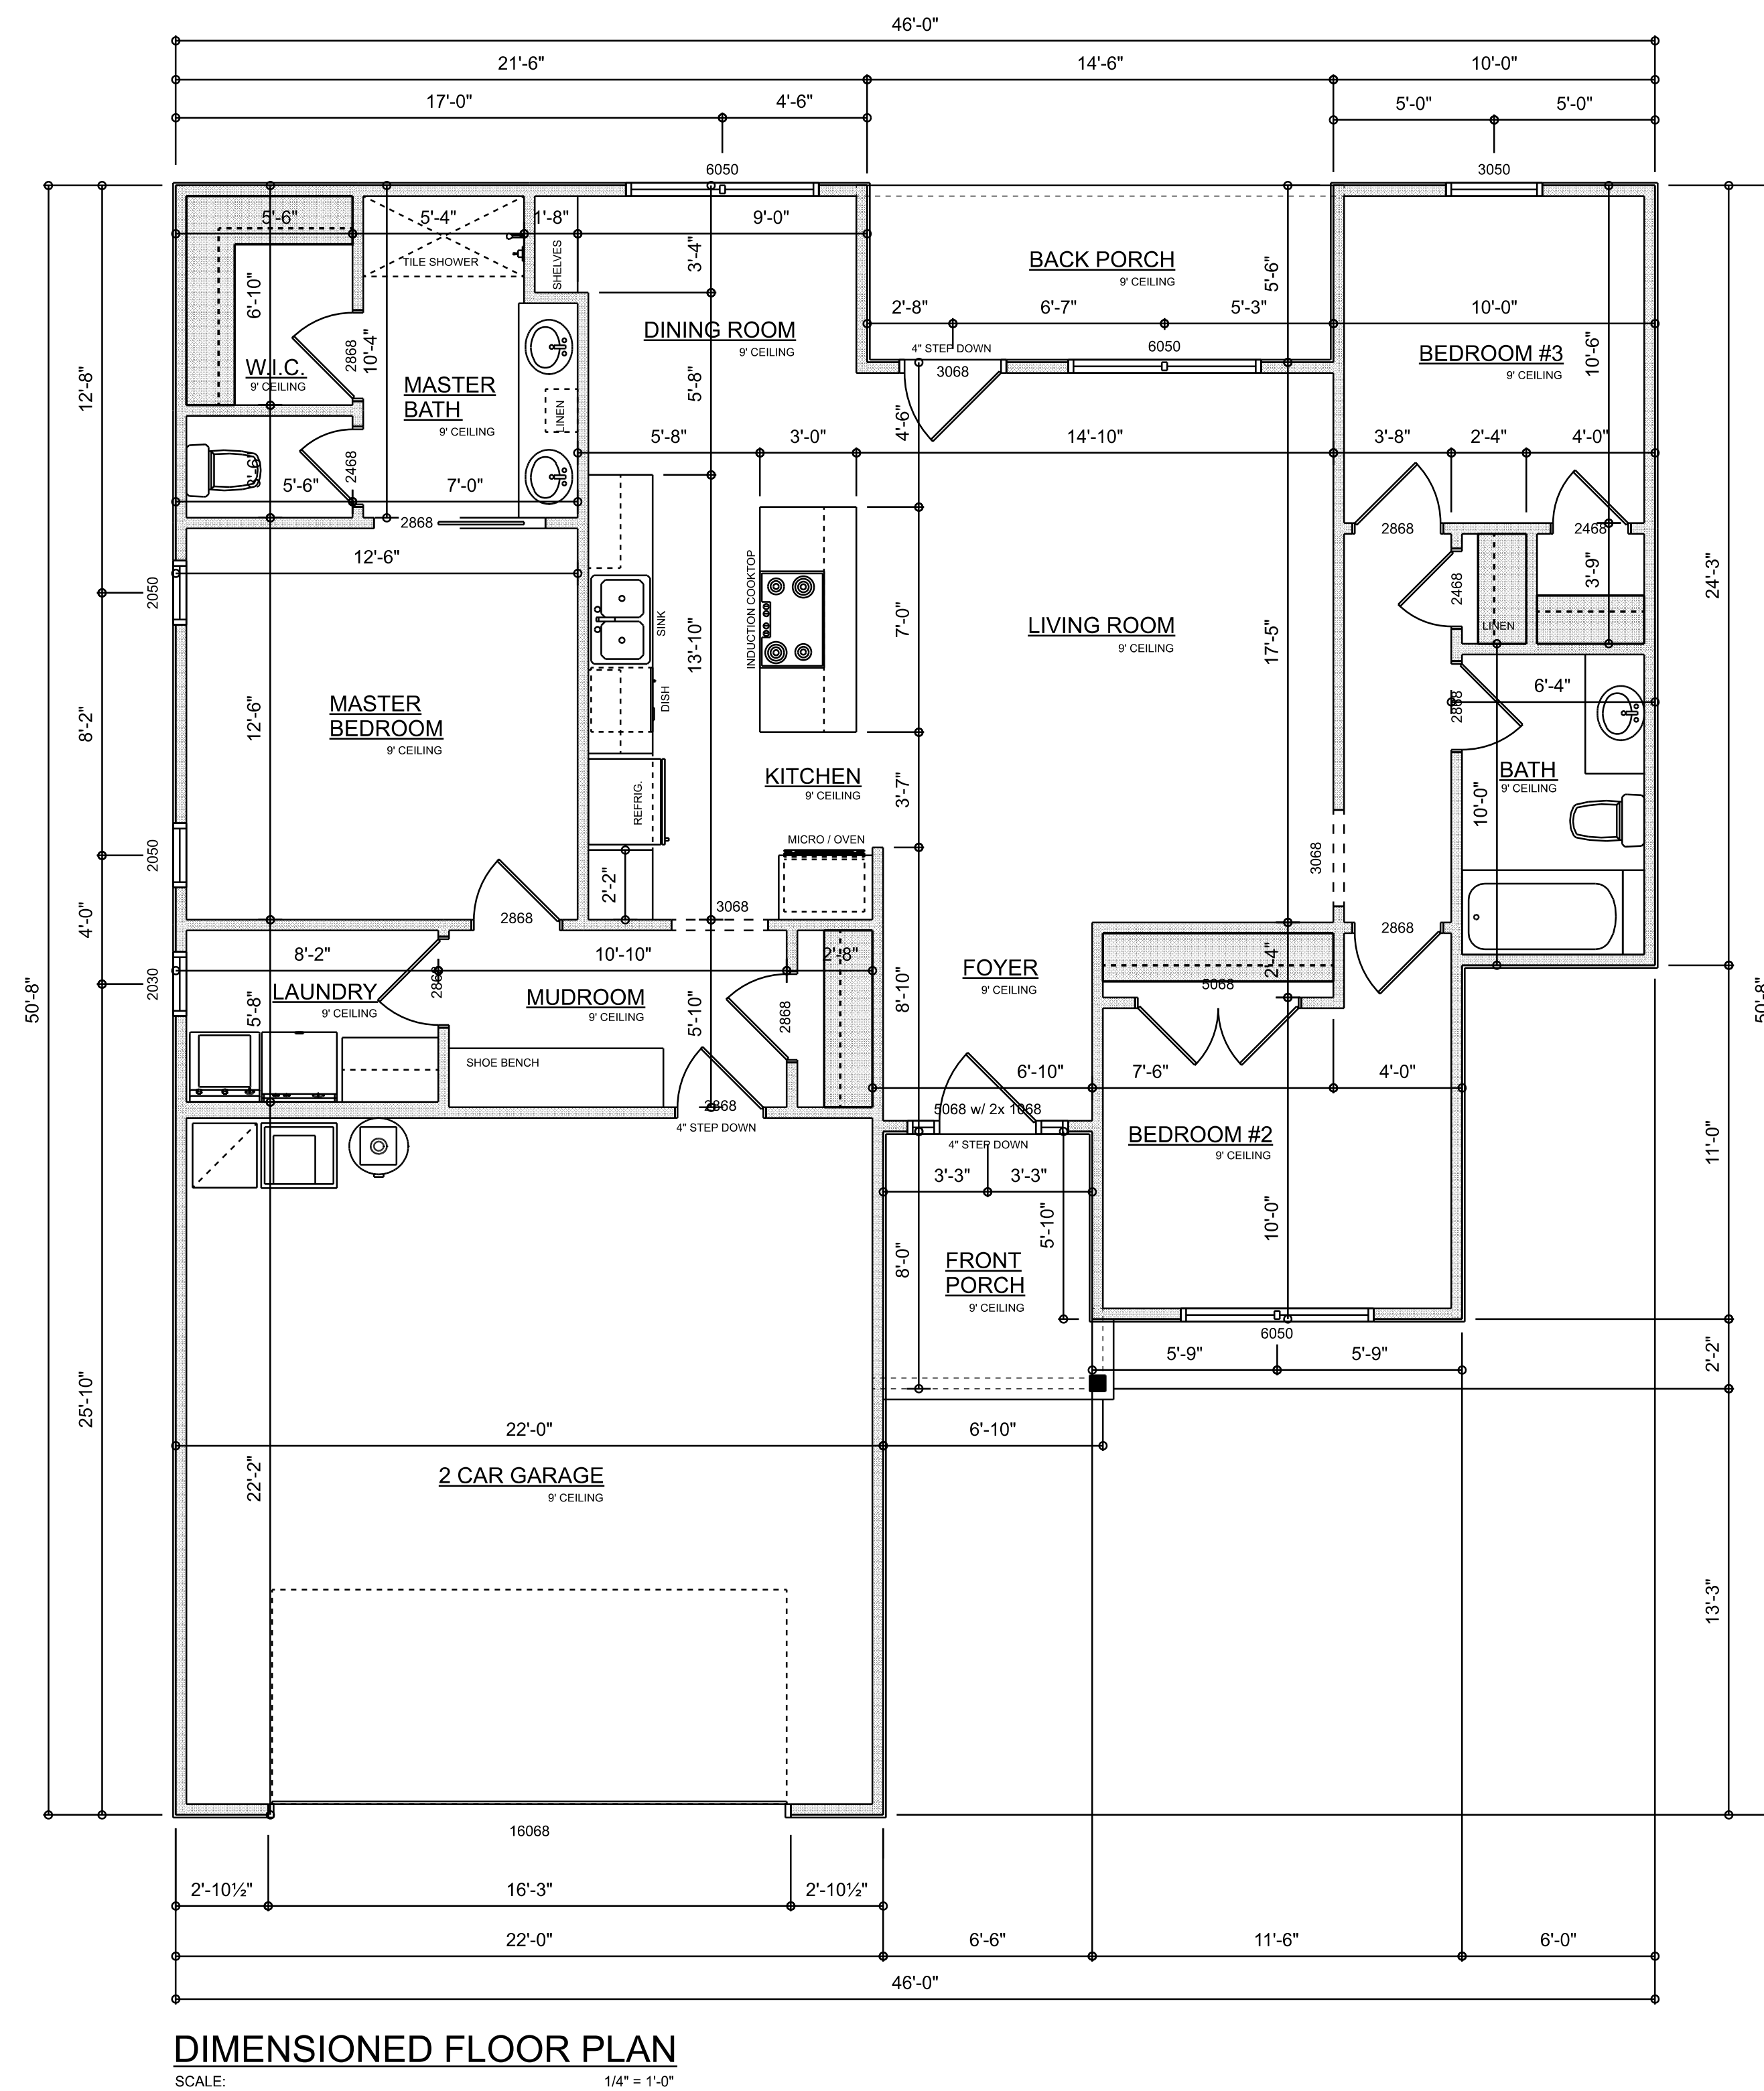 46'-0"
21'-6" 14'-6" 10'-0"
17'-0" 4'-6" 5'-0" 5'-0"
6050 3050
5'-6" 5'-4" 1'-8" 9'-0"
3'-4"
SHELVES
TILE SHOWER
BACK PORCH
9' CEILING
5'-6"
6'-10"
2'-8" 6'-7" 5'-3" 10'-0"
DINING ROOM
9' CEILING
4" STEP DOWN
6050
3068
BEDROOM #3
9' CEILING
10'-6"
W.I.C.
9' CEILING
2868
10'-4"
MASTER
BATH
9' CEILING
12'-8"
5'-8"
LINEN
4'-6"
5'-8" 3'-0" 14'-10" 3'-8" 2'-4" 4'-0"
2468
5'-6" 7'-0"
2868
2868
2468
12'-6"
2050
INDUCTION COOKTOP
2468
3'-9"
24'-3"
SINK
13'-10"
7'-0"
LIVING ROOM
9' CEILING
17'-5"
LINEN
6'-4"
MASTER
BEDROOM
9' CEILING
12'-6"
8'-2"
DISH
2868
KITCHEN
9' CEILING
3'-7"
BATH
9' CEILING
10'-0"
REFRIG.
MICRO / OVEN
2050
3068
2'-2"
3068
2868
2868
4'-0"
8'-2" 10'-10" 2'-8"
2'-4"
FOYER
9' CEILING
2030
LAUNDRY
9' CEILING
2868
MUDROOM
9' CEILING
5'-8"
5'-10"
2868
8'-10"
5068
50'-8"
50'-8"
SHOE BENCH
6'-10" 7'-6" 4'-0"
2868
4" STEP DOWN
5068 w/ 2x 1068
4" STEP DOWN
BEDROOM #2
9' CEILING
11'-0"
3'-3" 3'-3"
5'-10"
10'-0"
8'-0"
FRONT
PORCH
9' CEILING
6050
5'-9" 5'-9"
2'-2"
25'-10"
22'-0" 6'-10"
22'-2"
2 CAR GARAGE
9' CEILING
13'-3"
16068
2'-10½" 16'-3" 2'-10½"
22'-0" 6'-6" 11'-6" 6'-0"
46'-0"
DIMENSIONED FLOOR PLAN
SCALE: 1/4" = 1'-0"